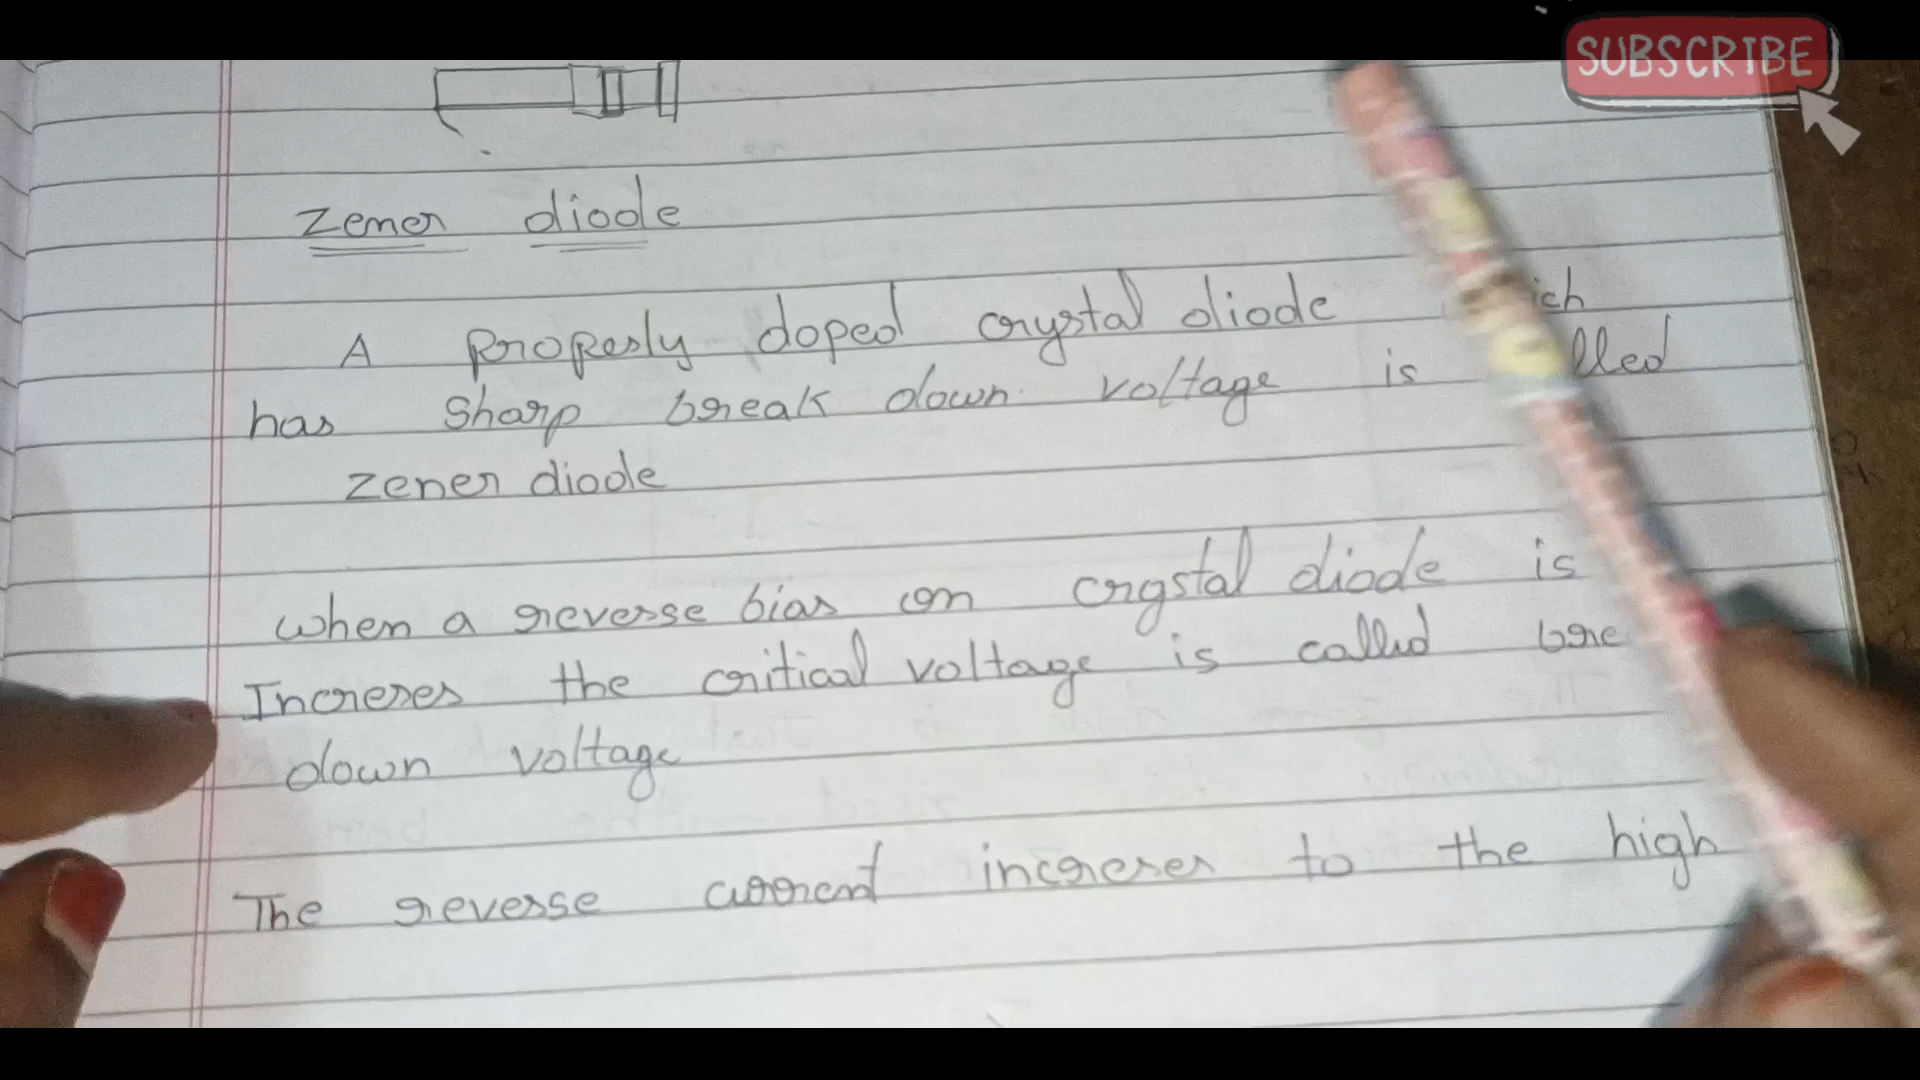 SUBSCRIBE
Zener diode
A properly doped crystal diode
has sharp break down voltage is
zener diode
When a reverse bias on crystal diode is
Increses the critical voltage is called bre
down voltage
The reverse current increses to the high